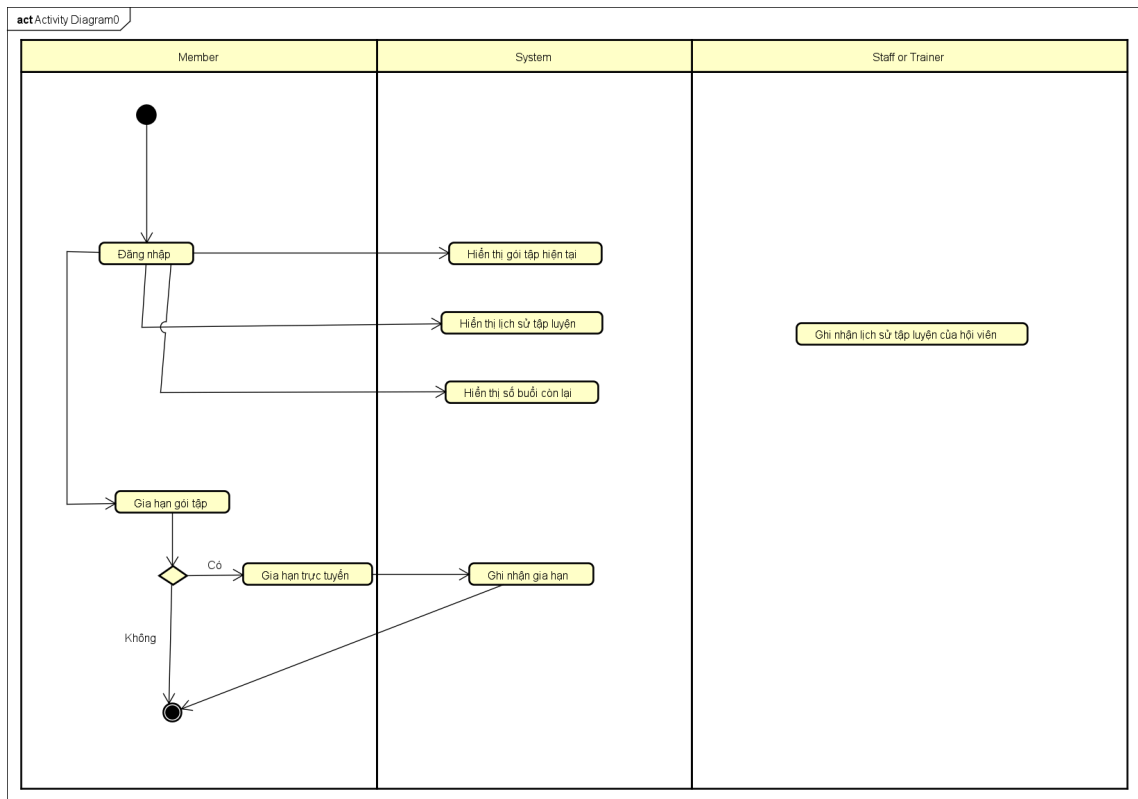 act Activity Diagram0
Member
System
Staff or Trainer
Đăng nhập
Hiển thị gói tập hiện tại
Hiển thị lịch sử tập luyện
Ghi nhận lịch sử tập luyện của hội viên
Hiển thị số buổi còn lại
Gia hạn gói tập
Có
Gia hạn trực tuyến
Ghi nhận gia hạn
Không